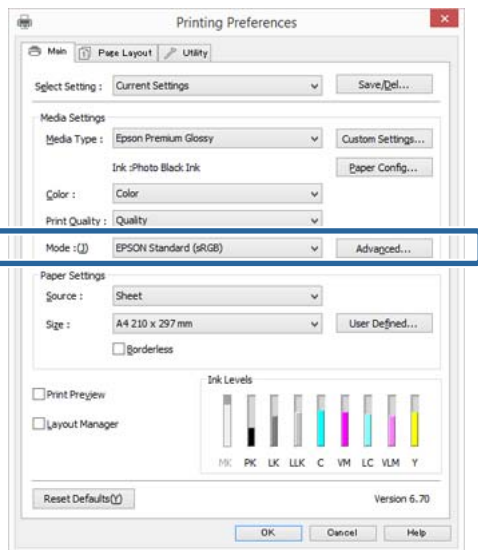 Printing Preferences
Main Page Layout Utility
Select Setting : Current Settings Save/Del...
Media Settings
Media Type : Epson Premium Glossy Custom Settings...
Ink :Photo Black Ink Paper Config...
Color : Color
Print Quality : Quality
Mode :(J) EPSON Standard (sRGB) Advanced...
Paper Settings
Source : Sheet
Size : A4 210 x 297 mm User Defined...
Borderless
Print Preview
Ink Levels
Layout Manager
MK PK LK LLK C VM LC VLM Y
Reset Defaults(Y) Version 6.70
OK Cancel Help